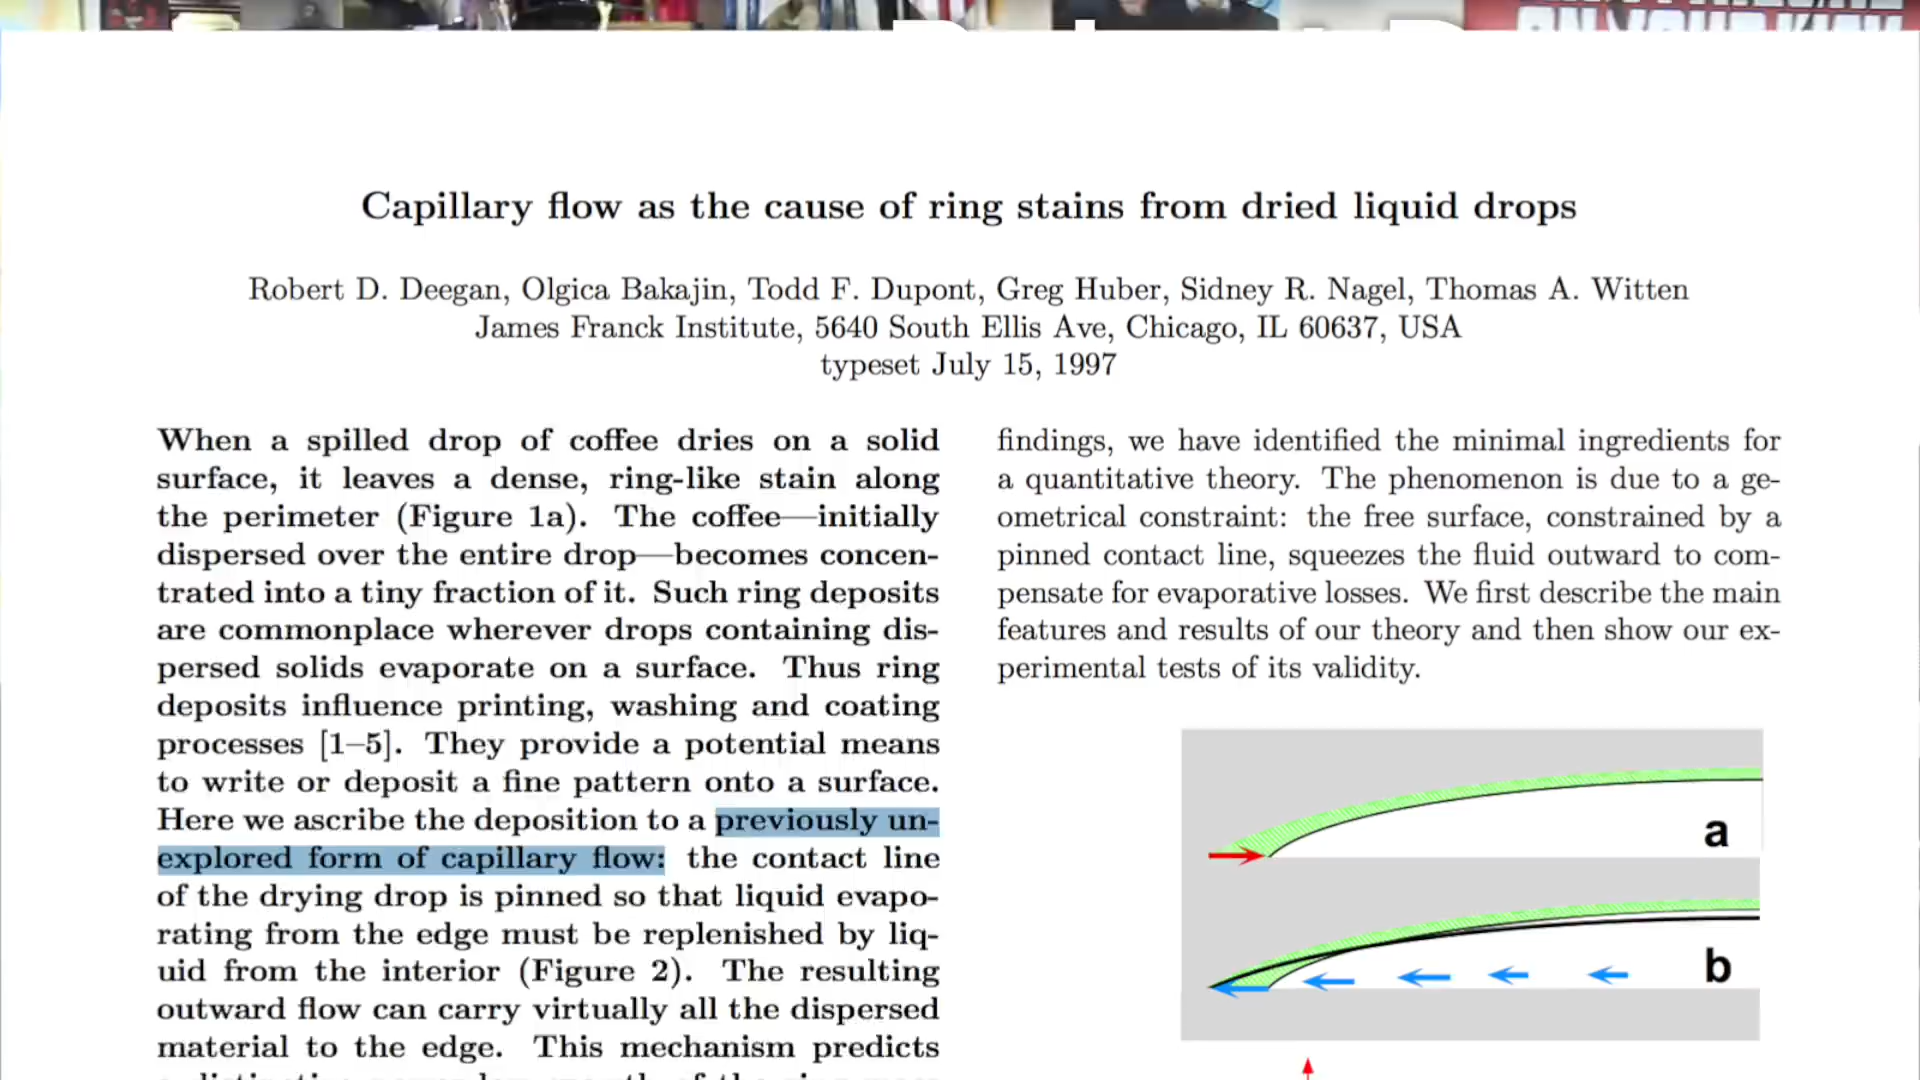 Capillary flow as the cause of ring stains from dried liquid drops
Robert D. Deegan, Olgica Bakajin, Todd F. Dupont, Greg Huber, Sidney R. Nagel, Thomas A. Witten
James Franck Institute, 5640 South Ellis Ave, Chicago, IL 60637, USA
typeset July 15, 1997
When a spilled drop of coffee dries on a solid
surface, it leaves a dense, ring-like stain along
the perimeter (Figure 1a). The coffee—initially
dispersed over the entire drop—becomes concen-
trated into a tiny fraction of it. Such ring deposits
are commonplace wherever drops containing dis-
persed solids evaporate on a surface. Thus ring
deposits influence printing, washing and coating
processes [1–5]. They provide a potential means
to write or deposit a fine pattern onto a surface.
Here we ascribe the deposition to a previously un-
explored form of capillary flow: the contact line
of the drying drop is pinned so that liquid evapo-
rating from the edge must be replenished by liq-
uid from the interior (Figure 2). The resulting
outward flow can carry virtually all the dispersed
material to the edge. This mechanism predicts
findings, we have identified the minimal ingredients for
a quantitative theory. The phenomenon is due to a ge-
ometrical constraint: the free surface, constrained by a
pinned contact line, squeezes the fluid outward to com-
pensate for evaporative losses. We first describe the main
features and results of our theory and then show our ex-
perimental tests of its validity.
a
b